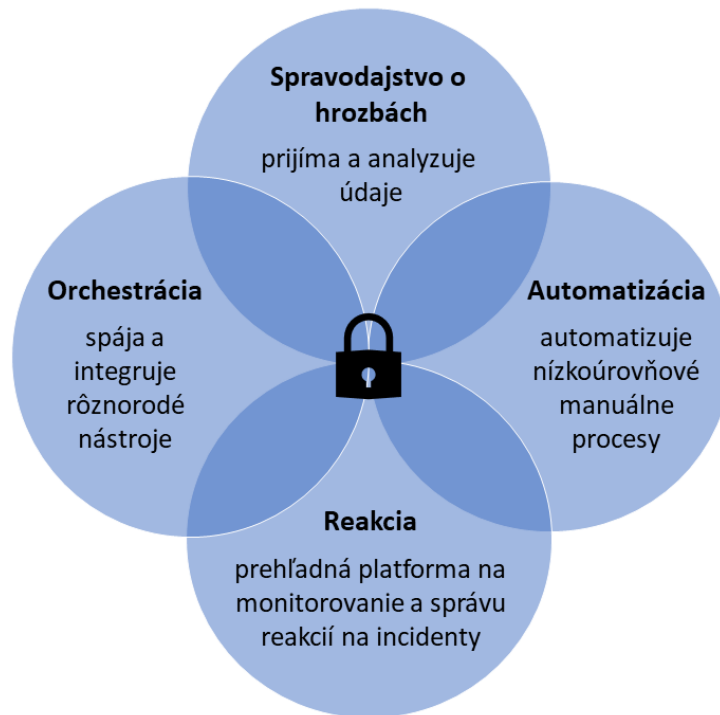 Spravodajstvo o
hrozbách
prijíma a analyzuje
údaje
Orchestrácia
spája a
integruje
rôznorodé
nástroje
Automatizácia
automatizuje
nízkoúrovňové
manuálne
procesy
Reakcia
prehľadná platforma na
monitorovanie a správu
reakcií na incidenty